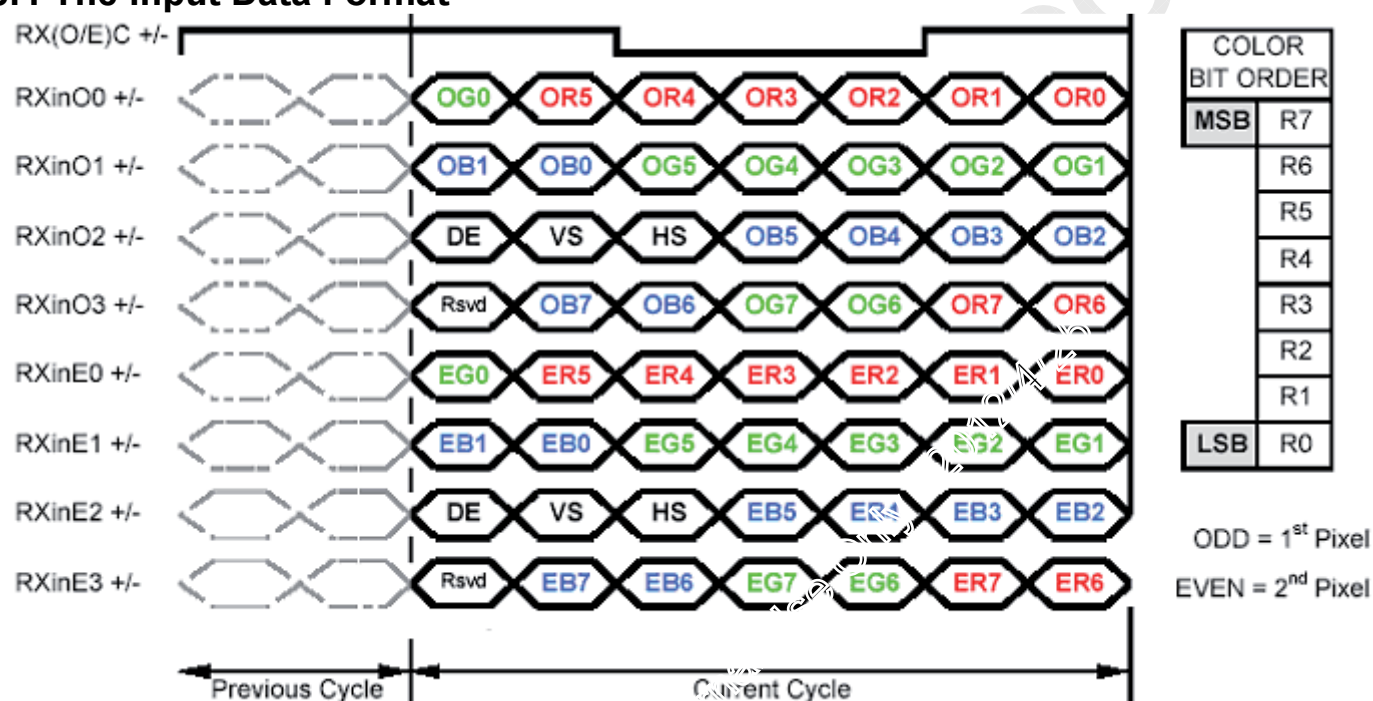 The Input Data Format
RX(O/E)C +/-
RXinO0 +/- OG0 OR5 OR4 OR3 OR2 OR1 OR0
RXinO1 +/- OB1 OB0 OG5 OG4 OG3 OG2 OG1
RXinO2 +/- DE VS HS OB5 OB4 OB3 OB2
RXinO3 +/- Rsvd OB7 OB6 OG7 OG6 OR7 OR6
RXinE0 +/- EG0 ER5 ER4 ER3 ER2 ER1 ER0
RXinE1 +/- EB1 EB0 EG5 EG4 EG3 EG2 EG1
RXinE2 +/- DE VS HS EB5 EB4 EB3 EB2
RXinE3 +/- Rsvd EB7 EB6 EG7 EG6 ER7 ER6
Previous Cycle Current Cycle
COLOR
BIT ORDER
MSB R7
R6
R5
R4
R3
R2
R1
LSB R0
ODD = 1st Pixel
EVEN = 2nd Pixel